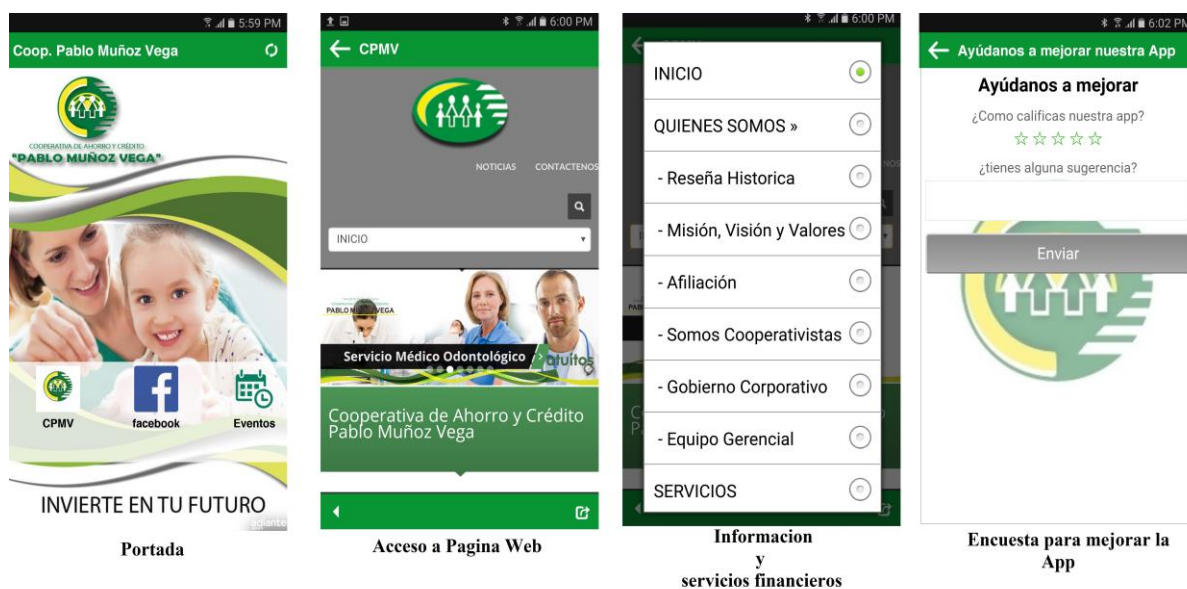 5:59 PM
Coop. Pablo Muñoz Vega
COOPERATIVA DE AHORRO Y CRÉDITO
"PABLO MUÑOZ VEGA"
CPMV
facebook
Eventos
INVIERTE EN TU FUTURO
Portada
6:00 PM
CPMV
NOTICIAS CONTACTENOS
INICIO
PABLO MUÑOZ VEGA
Servicio Médico Odontológico
Cooperativa de Ahorro y Crédito
Pablo Muñoz Vega
Acceso a Pagina Web
6:00 PM
INICIO
QUIENES SOMOS »
- Reseña Historica
- Misión, Visión y Valores
- Afiliación
- Somos Cooperativistas
- Gobierno Corporativo
- Equipo Gerencial
SERVICIOS
Informacion
y
servicios financieros
6:02 PM
Ayúdanos a mejorar nuestra App
Ayúdanos a mejorar
¿Como calificas nuestra app?
¿tienes alguna sugerencia?
Enviar
Encuesta para mejorar la
App